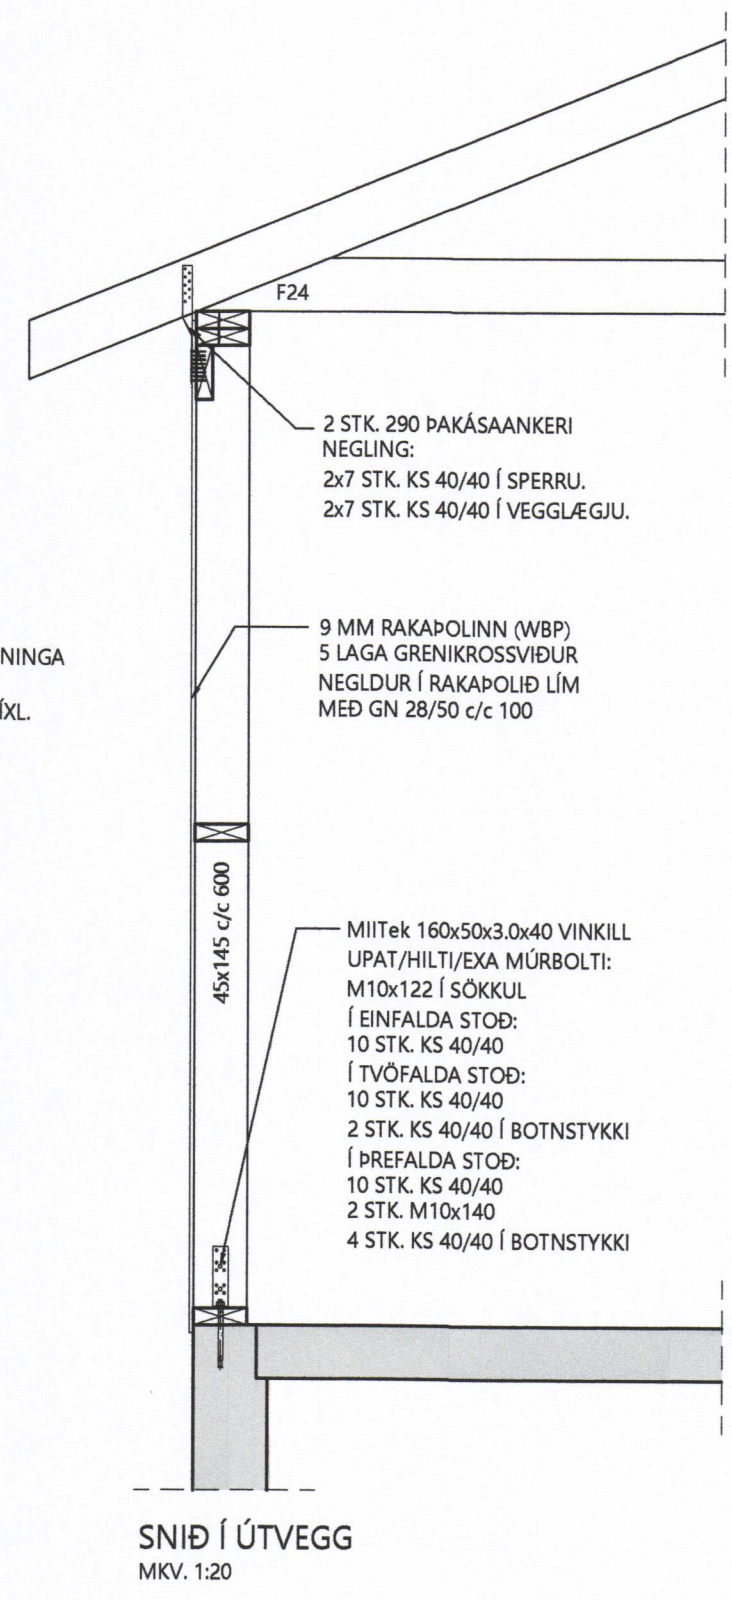 F24
2 STK. 290 ÞAKÁSAANKERI
NEGLING:
2x7 STK. KS 40/40 Í SPERRU.
2x7 STK. KS 40/40 Í VEGGLÆGJU.
NINGA
ÍXL.
9 MM RAKAÞOLINN (WBP)
5 LAGA GRENIKROSSVIÐUR
NEGLDUR Í RAKAÞOLIÐ LÍM
MEÐ GN 28/50 c/c 100
45x145 c/c 600
MIITek 160x50x3.0x40 VINKILL
UPAT/HILTI/EXA MÚRBOLTI:
M10x122 Í SÖKKUL
Í EINFALDA STOÐ:
10 STK. KS 40/40
Í TVÖFALDA STOÐ:
10 STK. KS 40/40
2 STK. KS 40/40 Í BOTNSTYKKI
Í ÞREFALDA STOÐ:
10 STK. KS 40/40
2 STK. M10x140
4 STK. KS 40/40 Í BOTNSTYKKI
SNIÐ Í ÚTVEGG
MKV. 1:20